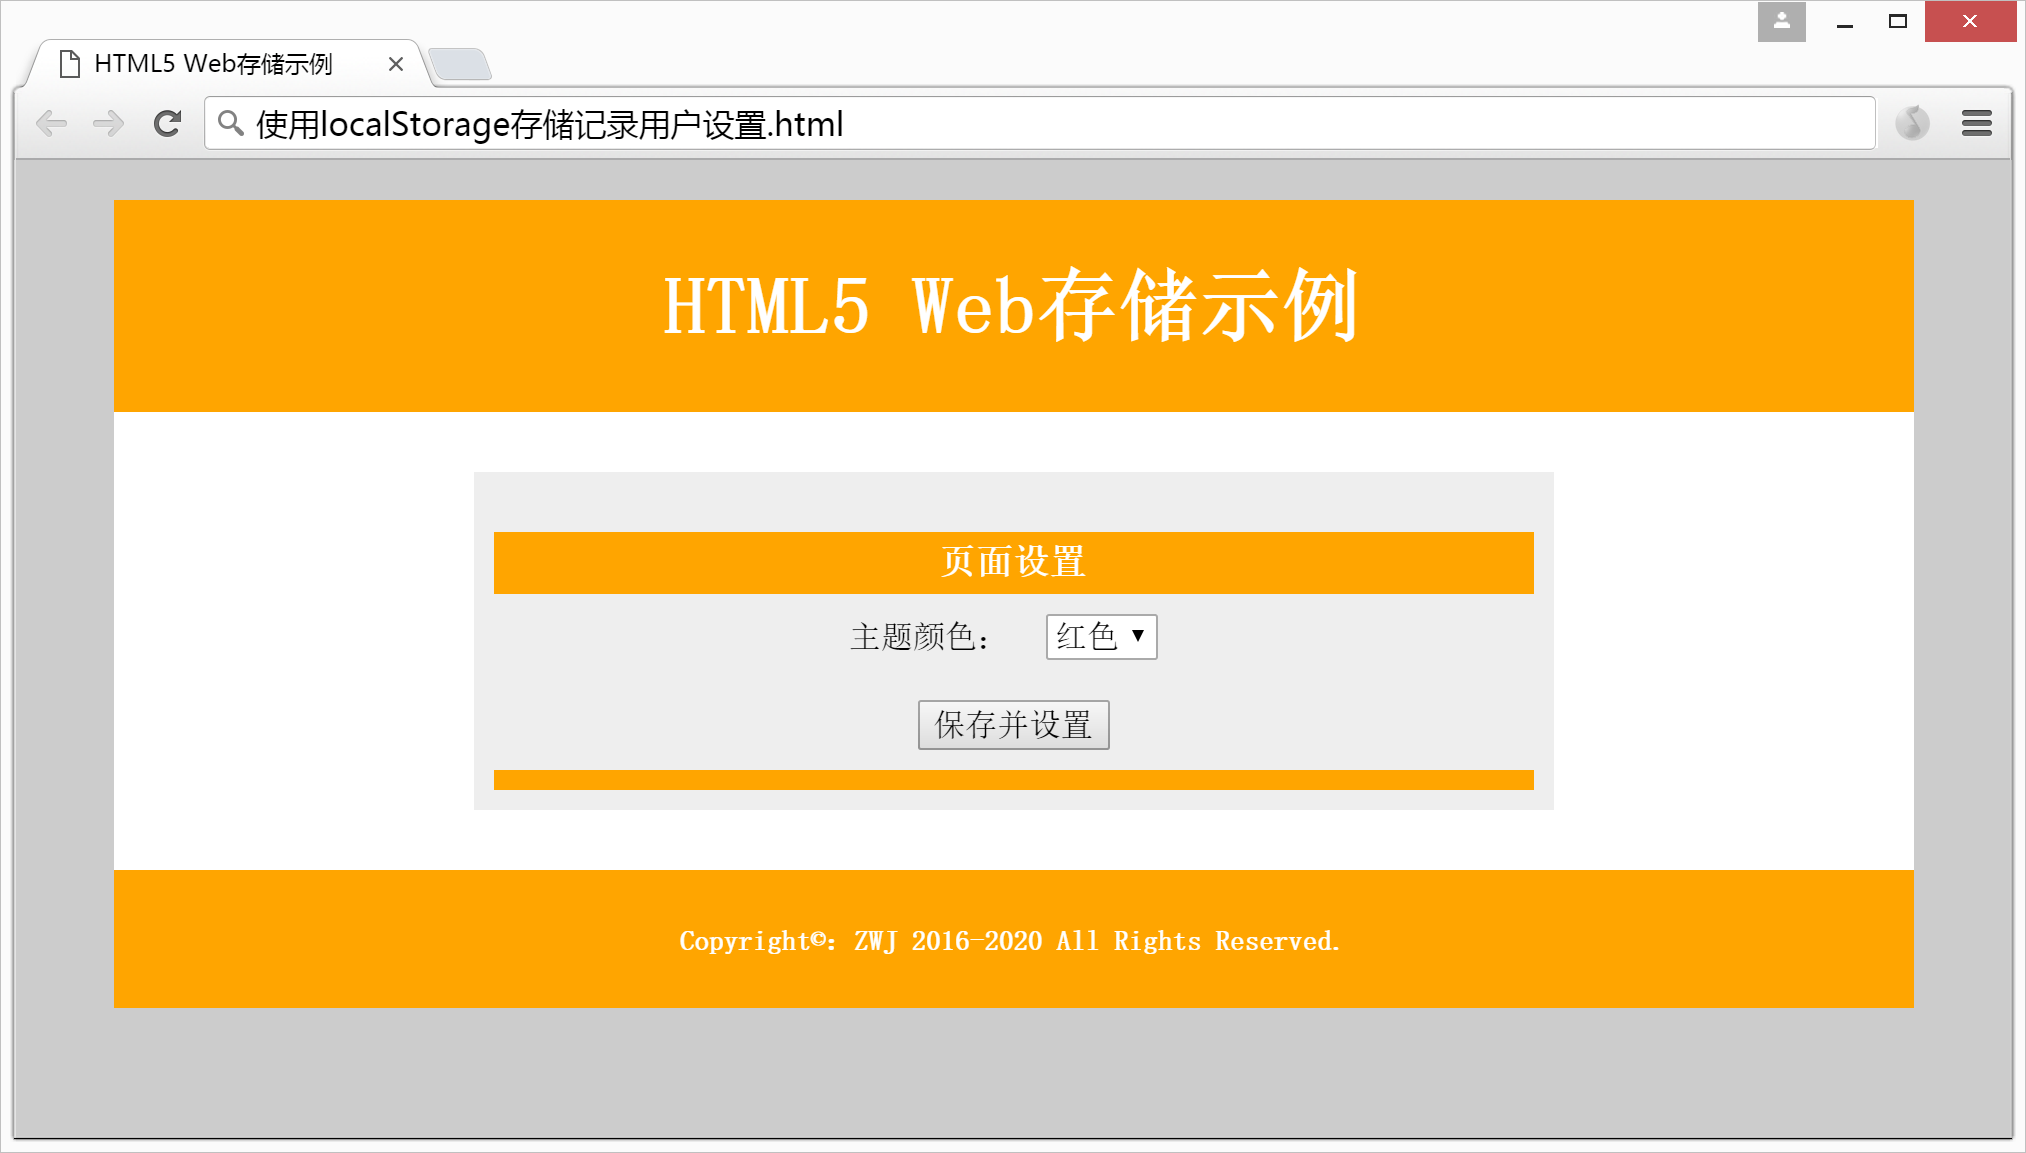 HTML5 Web存储示例
使用localStorage存储记录用户设置.html
HTML5 Web存储示例
页面设置
主题颜色： 红色
保存并设置
Copyright©：ZWJ 2016-2020 All Rights Reserved.